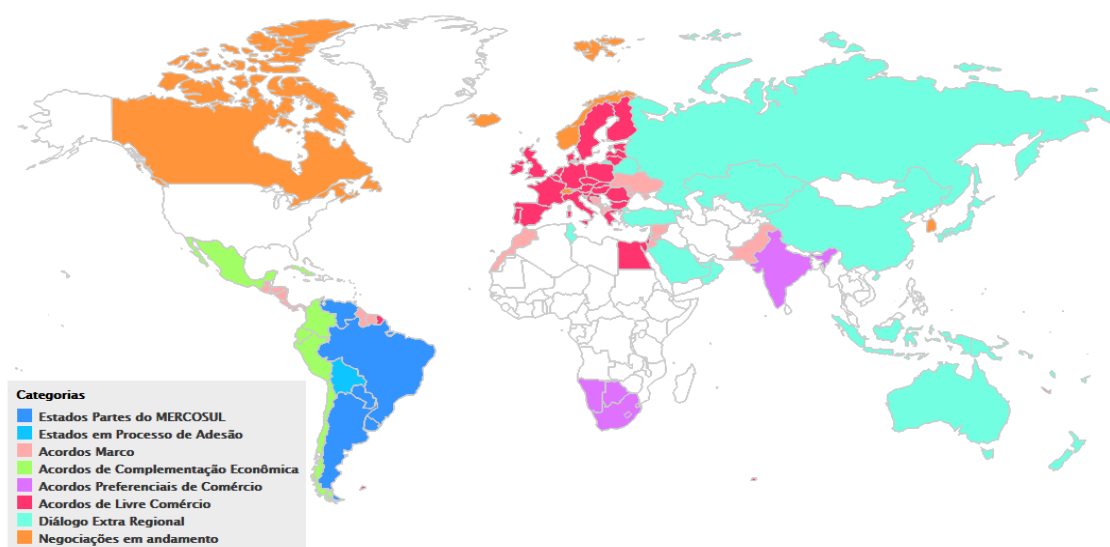 Categorias
Estados Partes do MERCOSUL
Estados em Processo de Adesão
Acordos Marco
Acordos de Complementação Econômica
Acordos Preferenciais de Comércio
Acordos de Livre Comércio
Diálogo Extra Regional
Negociações em andamento